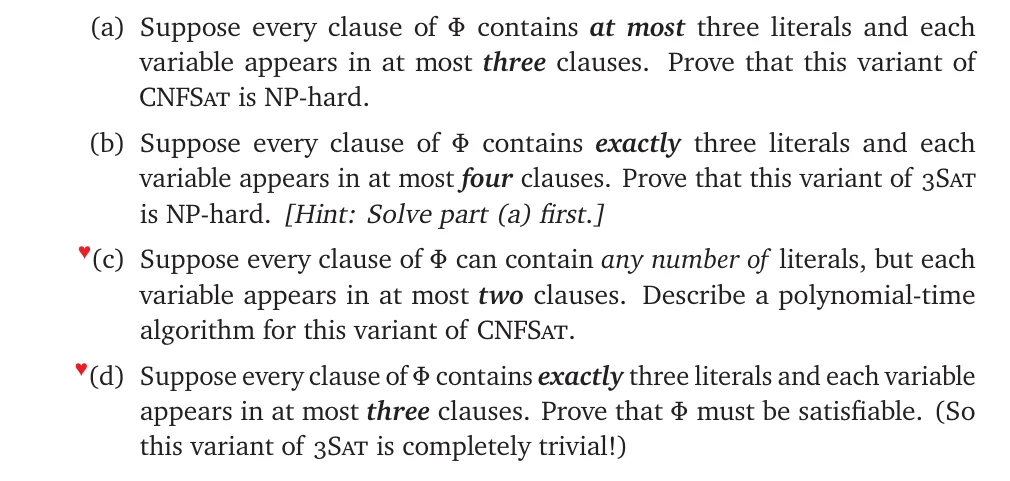 (a) Suppose every clause of Φ contains at most three literals and each
variable appears in at most three clauses. Prove that this variant of
CNFSAT is NP-hard.
(b) Suppose every clause of Φ contains exactly three literals and each
variable appears in at most four clauses. Prove that this variant of 3SAT
is NP-hard. [Hint: Solve part (a) first.]
♥(c) Suppose every clause of Φ can contain any number of literals, but each
variable appears in at most two clauses. Describe a polynomial-time
algorithm for this variant of CNFSAT.
♥(d) Suppose every clause of Φ contains exactly three literals and each variable
appears in at most three clauses. Prove that Φ must be satisfiable. (So
this variant of 3SAT is completely trivial!)